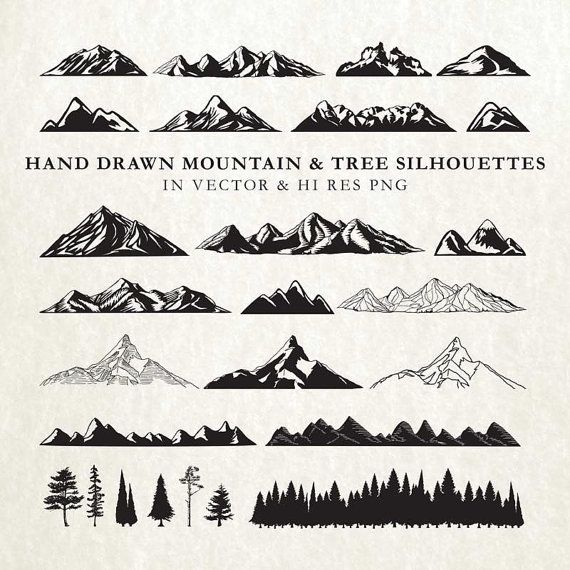 HAND DRAWN MOUNTAIN & TREE SILHOUETTES
IN VECTOR & HI RES PNG